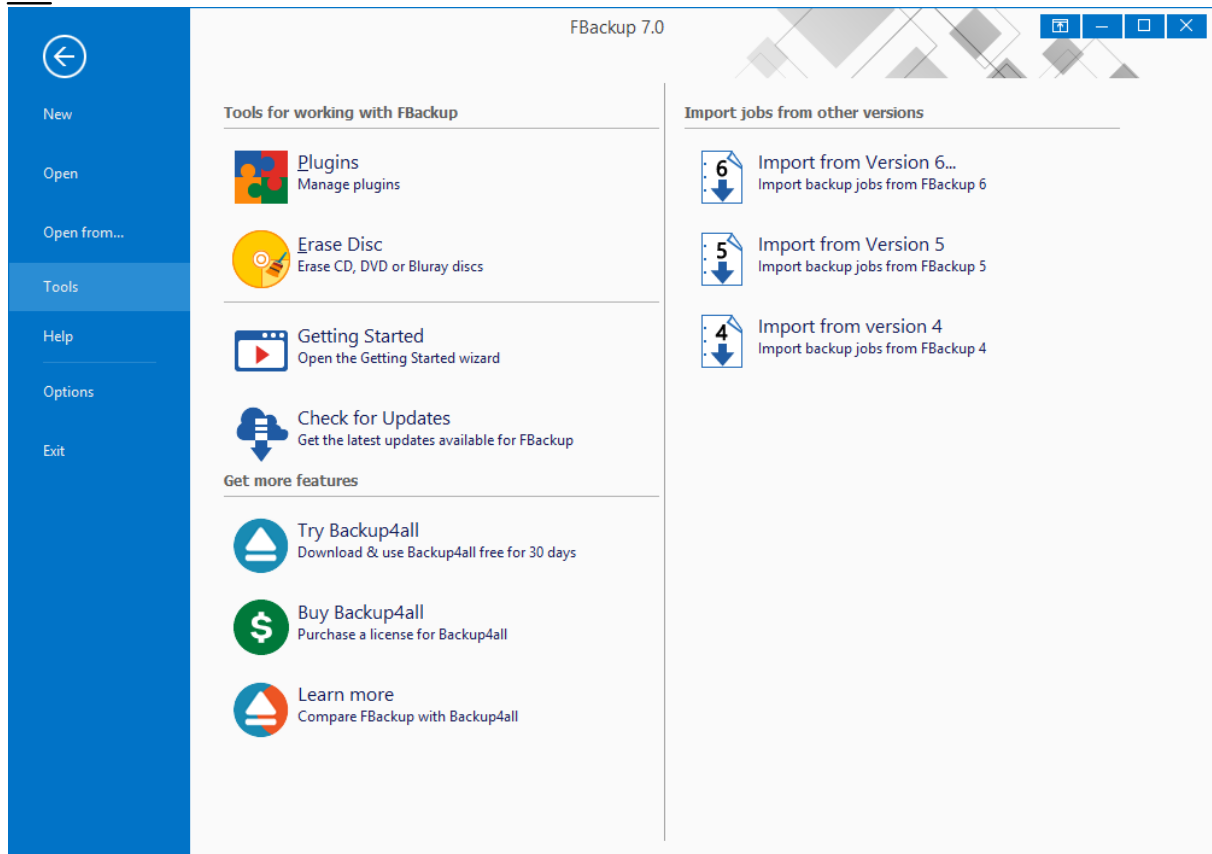 FBackup 7.0
New
Open
Open from...
Tools
Help
Options
Exit
Tools for working with FBackup
Plugins
Manage plugins
Erase Disc
Erase CD, DVD or Bluray discs
Getting Started
Open the Getting Started wizard
Check for Updates
Get the latest updates available for FBackup
Get more features
Try Backup4all
Download & use Backup4all free for 30 days
$
Buy Backup4all
Purchase a license for Backup4all
Learn more
Compare FBackup with Backup4all
Import jobs from other versions
6
Import from Version 6...
Import backup jobs from FBackup 6
5
Import from Version 5
Import backup jobs from FBackup 5
4
Import from version 4
Import backup jobs from FBackup 4